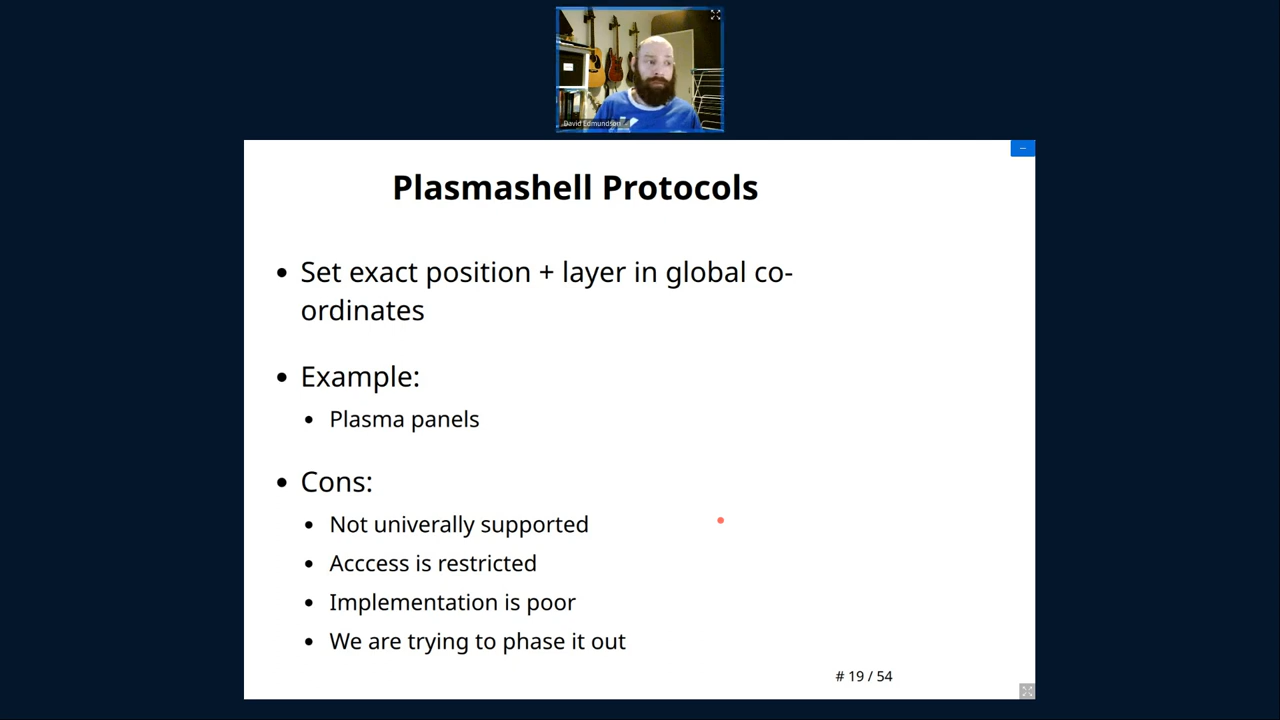 David Edmundson
Plasmashell Protocols
• Set exact position + layer in global co-
ordinates
• Example:
• Plasma panels
• Cons:
• Not univerally supported
• Acccess is restricted
• Implementation is poor
• We are trying to phase it out
# 19 / 54